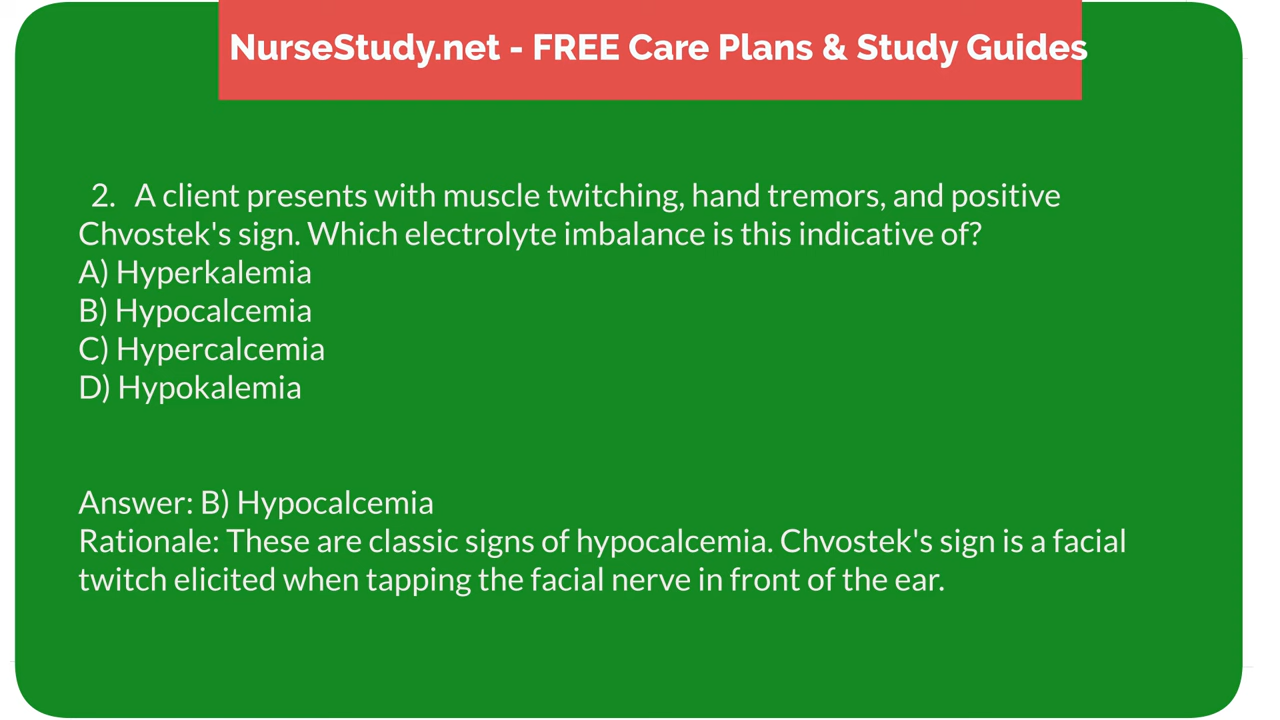 NurseStudy.net - FREE Care Plans & Study Guides
2. A client presents with muscle twitching, hand tremors, and positive
Chvostek's sign. Which electrolyte imbalance is this indicative of?
A) Hyperkalemia
B) Hypocalcemia
C) Hypercalcemia
D) Hypokalemia
Answer: B) Hypocalcemia
Rationale: These are classic signs of hypocalcemia. Chvostek's sign is a facial
twitch elicited when tapping the facial nerve in front of the ear.